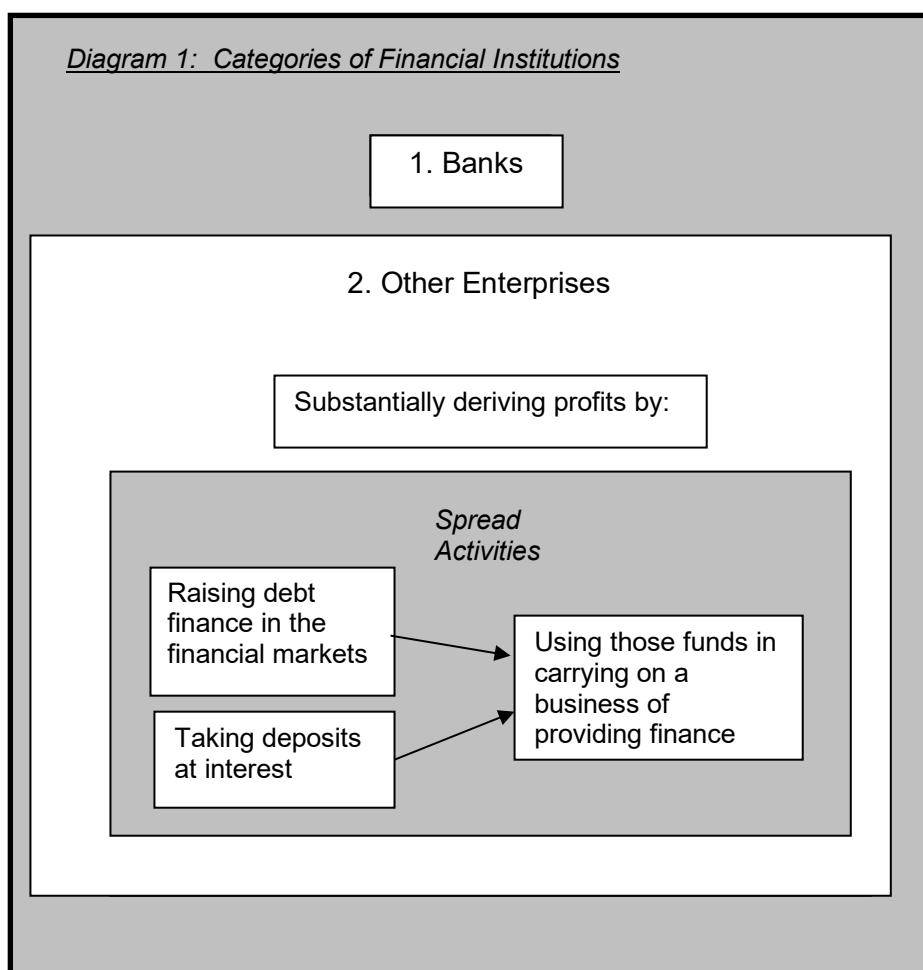 Diagram 1: Categories of Financial Institutions
1. Banks
2. Other Enterprises
Substantially deriving profits by:
Spread
Activities
Raising debt
finance in the
financial markets
Using those funds in
carrying on a
business of
providing finance
Taking deposits
at interest